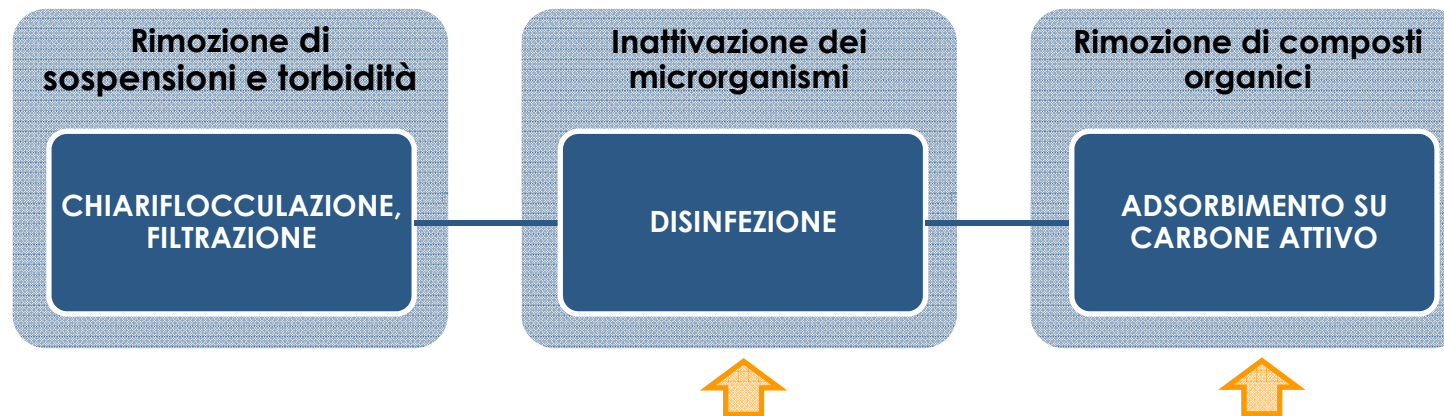 Rimozione di
sospensioni e torbidità
CHIARIFLOCCULAZIONE,
FILTRAZIONE
Inattivazione dei
microrganismi
DISINFEZIONE
Rimozione di composti
organici
ADSORBIMENTO SU
CARBONE ATTIVO